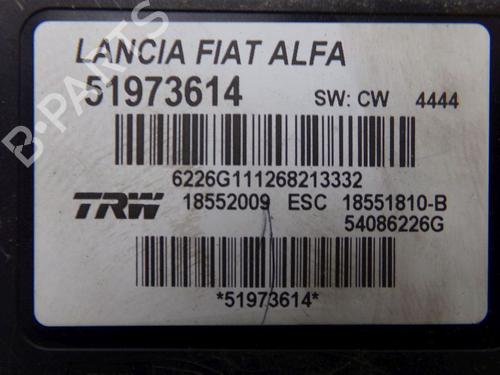 LANCIA FIAT ALFA
51973614 SW: CW 4444
6226G111268213332
TRW 18552009 ESC 18551810-B
54086226G
*51973614*
B-PARTS